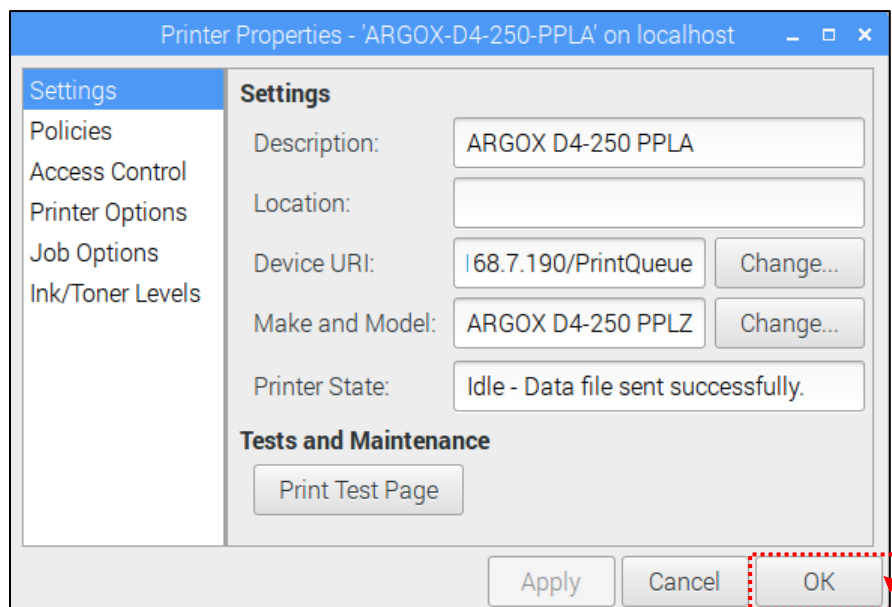 Printer Properties - 'ARGOX-D4-250-PPLA' on localhost
Settings
Policies
Access Control
Printer Options
Job Options
Ink/Toner Levels
Settings
Description: ARGOX D4-250 PPLA
Location:
Device URI: 168.7.190/PrintQueue Change...
Make and Model: ARGOX D4-250 PPLZ Change...
Printer State: Idle - Data file sent successfully.
Tests and Maintenance
Print Test Page
Apply Cancel OK